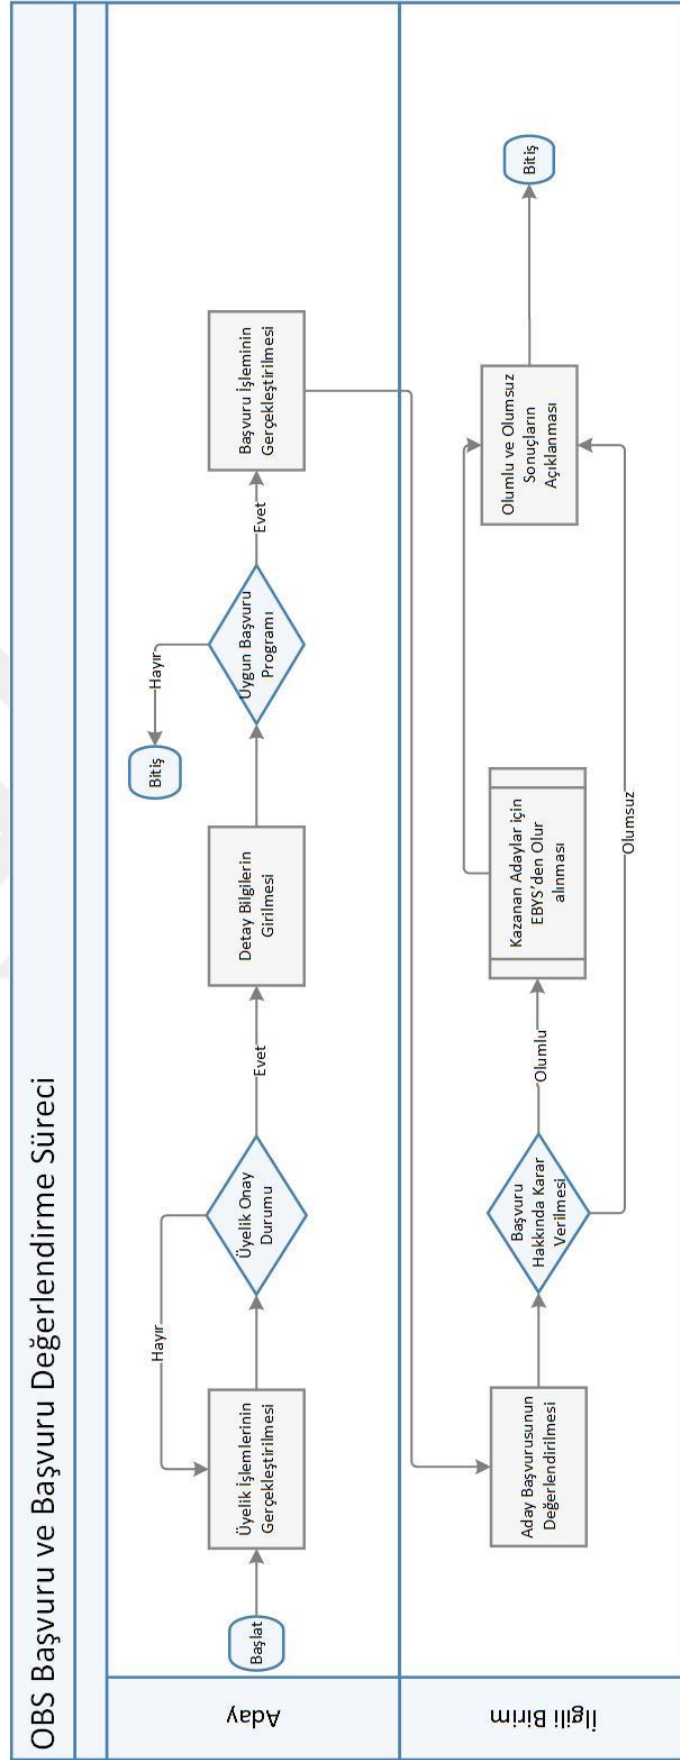 OBS Başvuru ve Başvuru Değerlendirme Süreci
Aday
Başlat
Üyelik İşlemlerinin
Gerçekleştirilmesi
Hayır
Üyelik Onay
Durumu
Evet
Detay Bilgilerin
Girilmesi
Bitiş
Hayır
Uygun Başvuru
Programı
Evet
Başvuru İşleminin
Gerçekleştirilmesi
İlgili Birim
Aday Başvurusunun
Değerlendirilmesi
Başvuru
Hakkında Karar
Verilmesi
Olumlu
Kazanan Adaylar için
EBYS'den Olur
alınması
Olumsuz
Olumlu ve Olumsuz
Sonuçların
Açıklanması
Bitiş